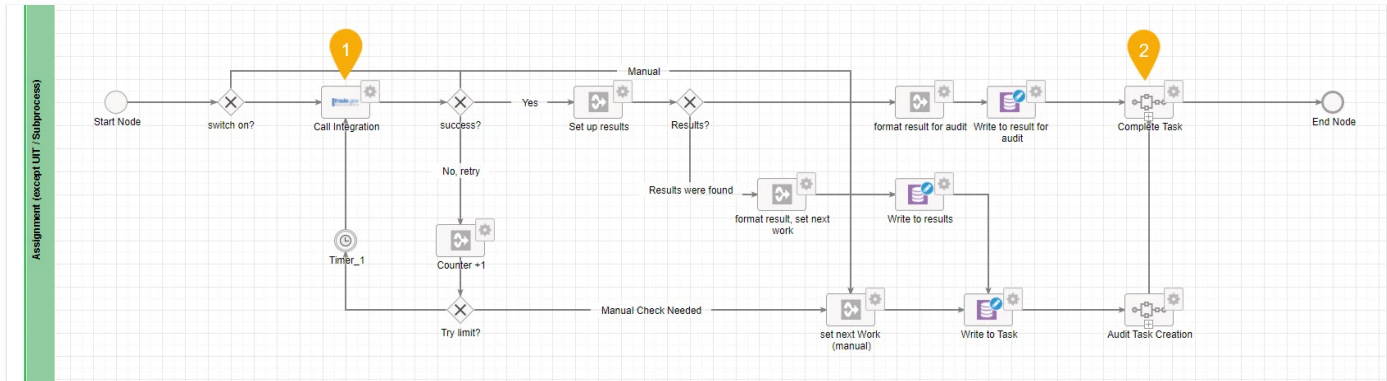 Assignment (except UIT / Subprocess)
1
2
Manual
Start Node
switch on?
trade.gov
Call Integration
success?
Yes
Set up results
Results?
format result for audit
Write to result for
audit
Complete Task
End Node
No, retry
Results were found
format result, set next
work
Write to results
Timer_1
Counter +1
Try limit?
Manual Check Needed
set next Work
(manual)
Write to Task
Audit Task Creation